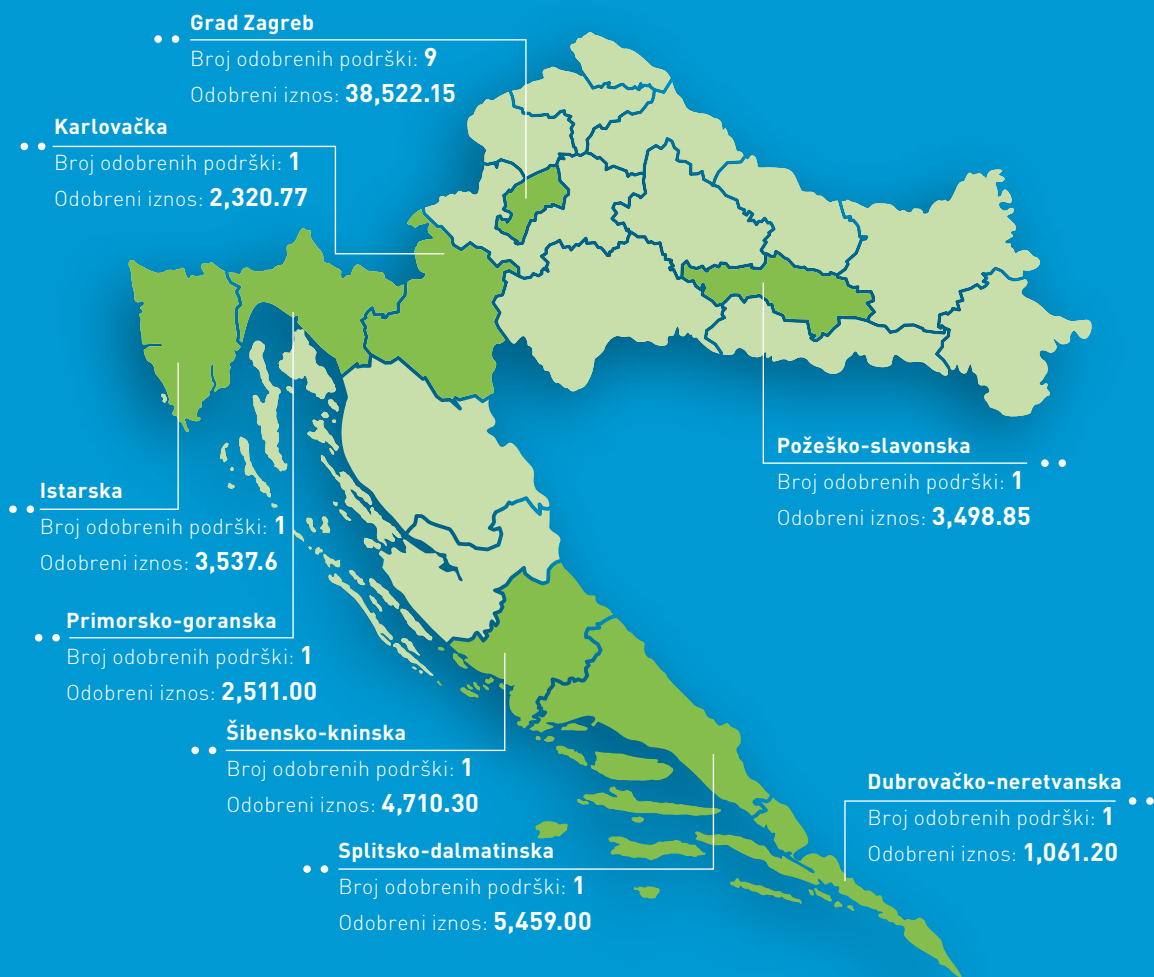 Grad Zagreb
Broj odobrenih podrški: 9
Odobreni iznos: 38,522.15
Karlovačka
Broj odobrenih podrški: 1
Odobreni iznos: 2,320.77
Požeško-slavonska
Broj odobrenih podrški: 1
Odobreni iznos: 3,498.85
Istarska
Broj odobrenih podrški: 1
Odobreni iznos: 3,537.6
Primorsko-goranska
Broj odobrenih podrški: 1
Odobreni iznos: 2,511.00
Šibensko-kninska
Broj odobrenih podrški: 1
Odobreni iznos: 4,710.30
Dubrovačko-neretvanska
Broj odobrenih podrški: 1
Odobreni iznos: 1,061.20
Splitsko-dalmatinska
Broj odobrenih podrški: 1
Odobreni iznos: 5,459.00